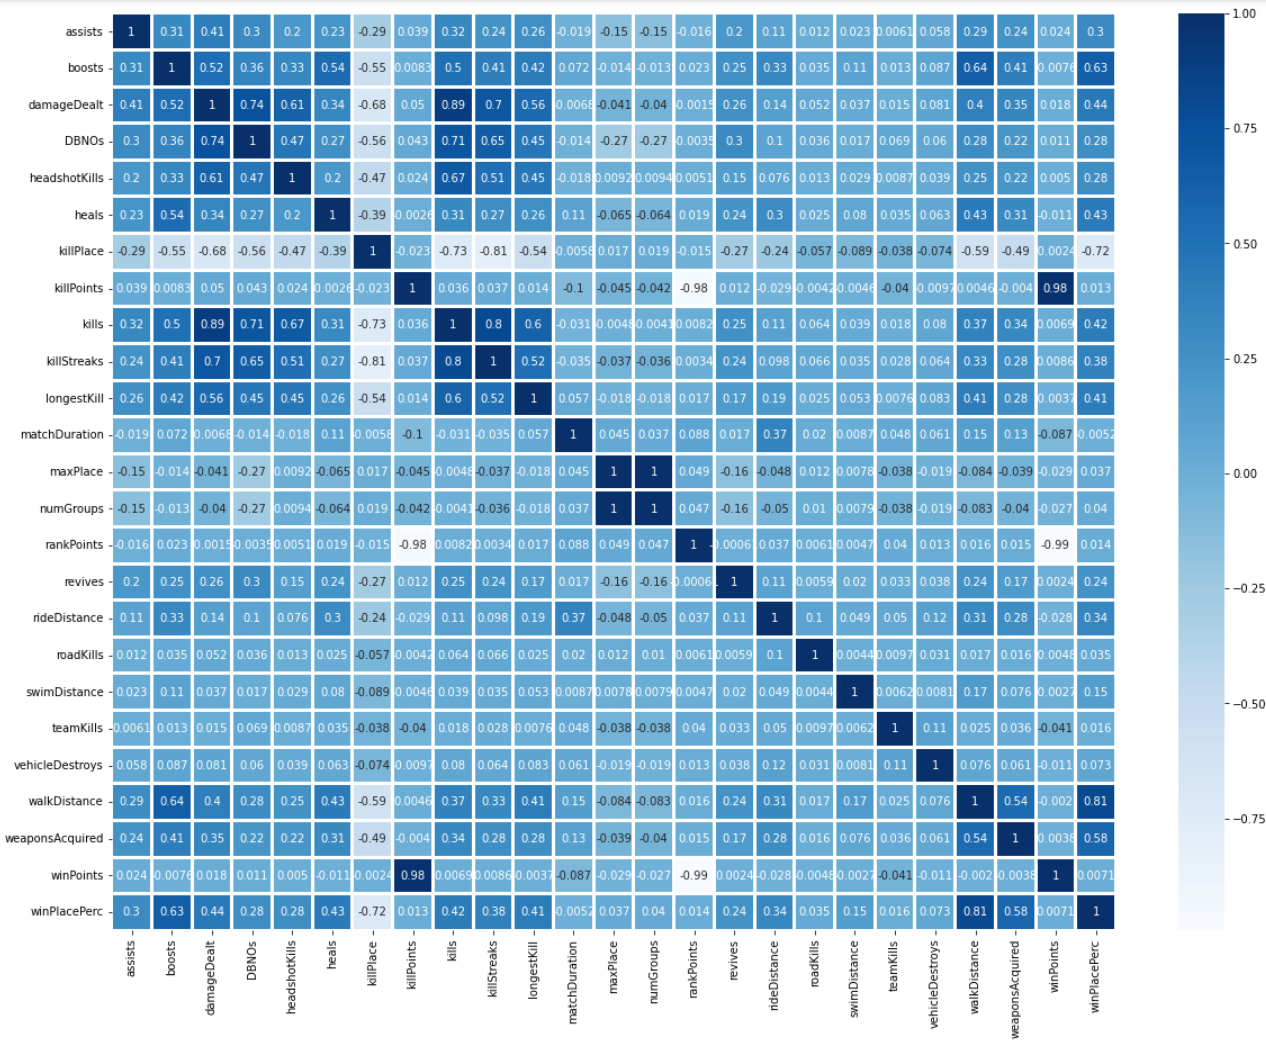 1.00
assists 1 0.31 0.41 0.3 0.2 0.23 -0.29 0.039 0.32 0.24 0.26 -0.019 -0.15 -0.15 -0.016 0.2 0.11 0.012 0.023 0.0061 0.058 0.29 0.24 0.024 0.3
boosts 0.31 1 0.52 0.36 0.33 0.54 -0.55 0.0083 0.5 0.41 0.42 0.072 -0.014 -0.013 0.023 0.25 0.33 0.035 0.11 0.013 0.087 0.64 0.41 0.0076 0.63
damageDealt 0.41 0.52 1 0.74 0.61 0.34 -0.68 0.05 0.89 0.7 0.56 -0.0068 -0.041 -0.04 -0.0015 0.26 0.14 0.052 0.037 0.015 0.081 0.4 0.35 0.018 0.44
0.75
DBNOs 0.3 0.36 0.74 1 0.47 0.27 -0.56 0.043 0.71 0.65 0.45 -0.014 -0.27 -0.27 -0.0035 0.3 0.1 0.036 0.017 0.069 0.06 0.28 0.22 0.011 0.28
headshotKills 0.2 0.33 0.61 0.47 1 0.2 -0.47 0.024 0.67 0.51 0.45 -0.018 0.0092 0.0094 0.0051 0.15 0.076 0.013 0.029 0.0087 0.039 0.25 0.22 0.005 0.28
heals 0.23 0.54 0.34 0.27 0.2 1 -0.39 -0.0026 0.31 0.27 0.26 0.11 -0.065 -0.064 0.019 0.24 0.3 0.025 0.08 0.035 0.063 0.43 0.31 -0.011 0.43
0.50
killPlace -0.29 -0.55 -0.68 -0.56 -0.47 -0.39 1 -0.023 -0.73 -0.81 -0.54 -0.0058 0.017 0.019 -0.015 -0.27 -0.24 -0.057 -0.089 -0.038 -0.074 -0.59 -0.49 0.0024 -0.72
killPoints 0.039 0.0083 0.05 0.043 0.024 0.0026 -0.023 1 0.036 0.037 0.014 -0.1 -0.045 -0.042 -0.98 0.012 -0.029 -0.0042 -0.0046 -0.04 -0.0097 0.0046 -0.004 0.98 0.013
kills 0.32 0.5 0.89 0.71 0.67 0.31 -0.73 0.036 1 0.8 0.6 -0.031 -0.0048 -0.0041 0.0082 0.25 0.11 0.064 0.039 0.018 0.08 0.37 0.34 0.0069 0.42
0.25
killStreaks 0.24 0.41 0.7 0.65 0.51 0.27 -0.81 0.037 0.8 1 0.52 -0.035 -0.037 -0.036 0.0034 0.24 0.098 0.066 0.035 0.028 0.064 0.33 0.28 0.0086 0.38
longestKill 0.26 0.42 0.56 0.45 0.45 0.26 -0.54 0.014 0.6 0.52 1 0.057 -0.018 -0.018 0.017 0.17 0.19 0.025 0.053 0.0076 0.083 0.41 0.28 0.0037 0.41
matchDuration -0.019 0.072 0.0068 -0.014 -0.018 0.11 -0.0058 -0.1 -0.031 -0.035 0.057 1 0.045 0.037 0.088 0.017 0.37 0.02 0.0087 0.048 0.061 0.15 0.13 -0.087 -0.0052
maxPlace -0.15 -0.014 -0.041 -0.27 0.0092 -0.065 0.017 -0.045 -0.0048 -0.037 -0.018 0.045 1 1 0.049 -0.16 -0.048 0.012 0.0078 -0.038 -0.019 -0.084 -0.039 -0.029 0.037
0.00
numGroups -0.15 -0.013 -0.04 -0.27 0.0094 -0.064 0.019 -0.042 -0.0041 -0.036 -0.018 0.037 1 1 0.047 -0.16 -0.05 0.01 0.0079 -0.038 -0.019 -0.083 -0.04 -0.027 0.04
rankPoints -0.016 0.023 0.0015 -0.0035 0.0051 0.019 -0.015 -0.98 0.0082 0.0034 0.017 0.088 0.049 0.047 1 0.037 0.0061 0.0047 0.04 0.013 0.016 0.015 -0.99 0.014
revives 0.2 0.25 0.26 0.3 0.15 0.24 -0.27 0.012 0.25 0.24 0.17 0.017 -0.16 -0.16 1 0.11 0.0059 0.02 0.033 0.038 0.24 0.17 0.0024 0.24
−0.25
rideDistance 0.11 0.33 0.14 0.1 0.076 0.3 -0.24 -0.029 0.11 0.098 0.19 0.37 -0.048 -0.05 0.037 0.11 1 0.1 0.049 0.05 0.12 0.31 0.28 -0.028 0.34
roadKills 0.012 0.035 0.052 0.036 0.013 0.025 -0.057 -0.0042 0.064 0.066 0.025 0.02 0.012 0.01 0.0061 0.0059 0.1 1 0.0044 0.0097 0.031 0.017 0.016 -0.0048 0.035
swimDistance 0.023 0.11 0.037 0.017 0.029 0.08 -0.089 -0.0046 0.039 0.035 0.053 0.0087 0.0078 0.0079 0.0047 0.02 0.049 0.0044 1 0.0062 0.0081 0.17 0.076 -0.0027 0.15
−0.50
teamKills 0.0061 0.013 0.015 0.069 0.0087 0.035 -0.038 -0.04 0.018 0.028 0.0076 0.048 -0.038 -0.038 0.04 0.033 0.05 0.0097 0.0062 1 0.11 0.025 0.036 -0.041 0.016
vehicleDestroys 0.058 0.087 0.081 0.06 0.039 0.063 -0.074 -0.0097 0.08 0.064 0.083 0.061 -0.019 -0.019 0.013 0.038 0.12 0.031 0.0081 0.11 1 0.076 0.061 -0.011 0.073
walkDistance 0.29 0.64 0.4 0.28 0.25 0.43 -0.59 0.0046 0.37 0.33 0.41 0.15 -0.084 -0.083 0.016 0.24 0.31 0.017 0.17 0.025 0.076 1 0.54 -0.002 0.81
−0.75
weaponsAcquired 0.24 0.41 0.35 0.22 0.22 0.31 -0.49 -0.004 0.34 0.28 0.28 0.13 -0.039 -0.04 0.015 0.17 0.28 0.016 0.076 0.036 0.061 0.54 1 0.0038 0.58
winPoints 0.024 0.0076 0.018 0.011 0.005 -0.011 0.0024 0.98 0.0069 0.0086 0.0037 -0.087 -0.029 -0.027 -0.99 0.0024 -0.028 -0.0048 -0.0027 -0.041 -0.011 -0.002 0.0038 1 0.0071
winPlacePerc 0.3 0.63 0.44 0.28 0.28 0.43 -0.72 0.013 0.42 0.38 0.41 -0.0052 0.037 0.04 0.014 0.24 0.34 0.035 0.15 0.016 0.073 0.81 0.58 0.0071 1
assists
boosts
damageDealt
DBNOs
headshotKills
heals
killPlace
killPoints
kills
killStreaks
longestKill
matchDuration
maxPlace
numGroups
rankPoints
revives
rideDistance
roadKills
swimDistance
teamKills
vehicleDestroys
walkDistance
weaponsAcquired
winPoints
winPlacePerc